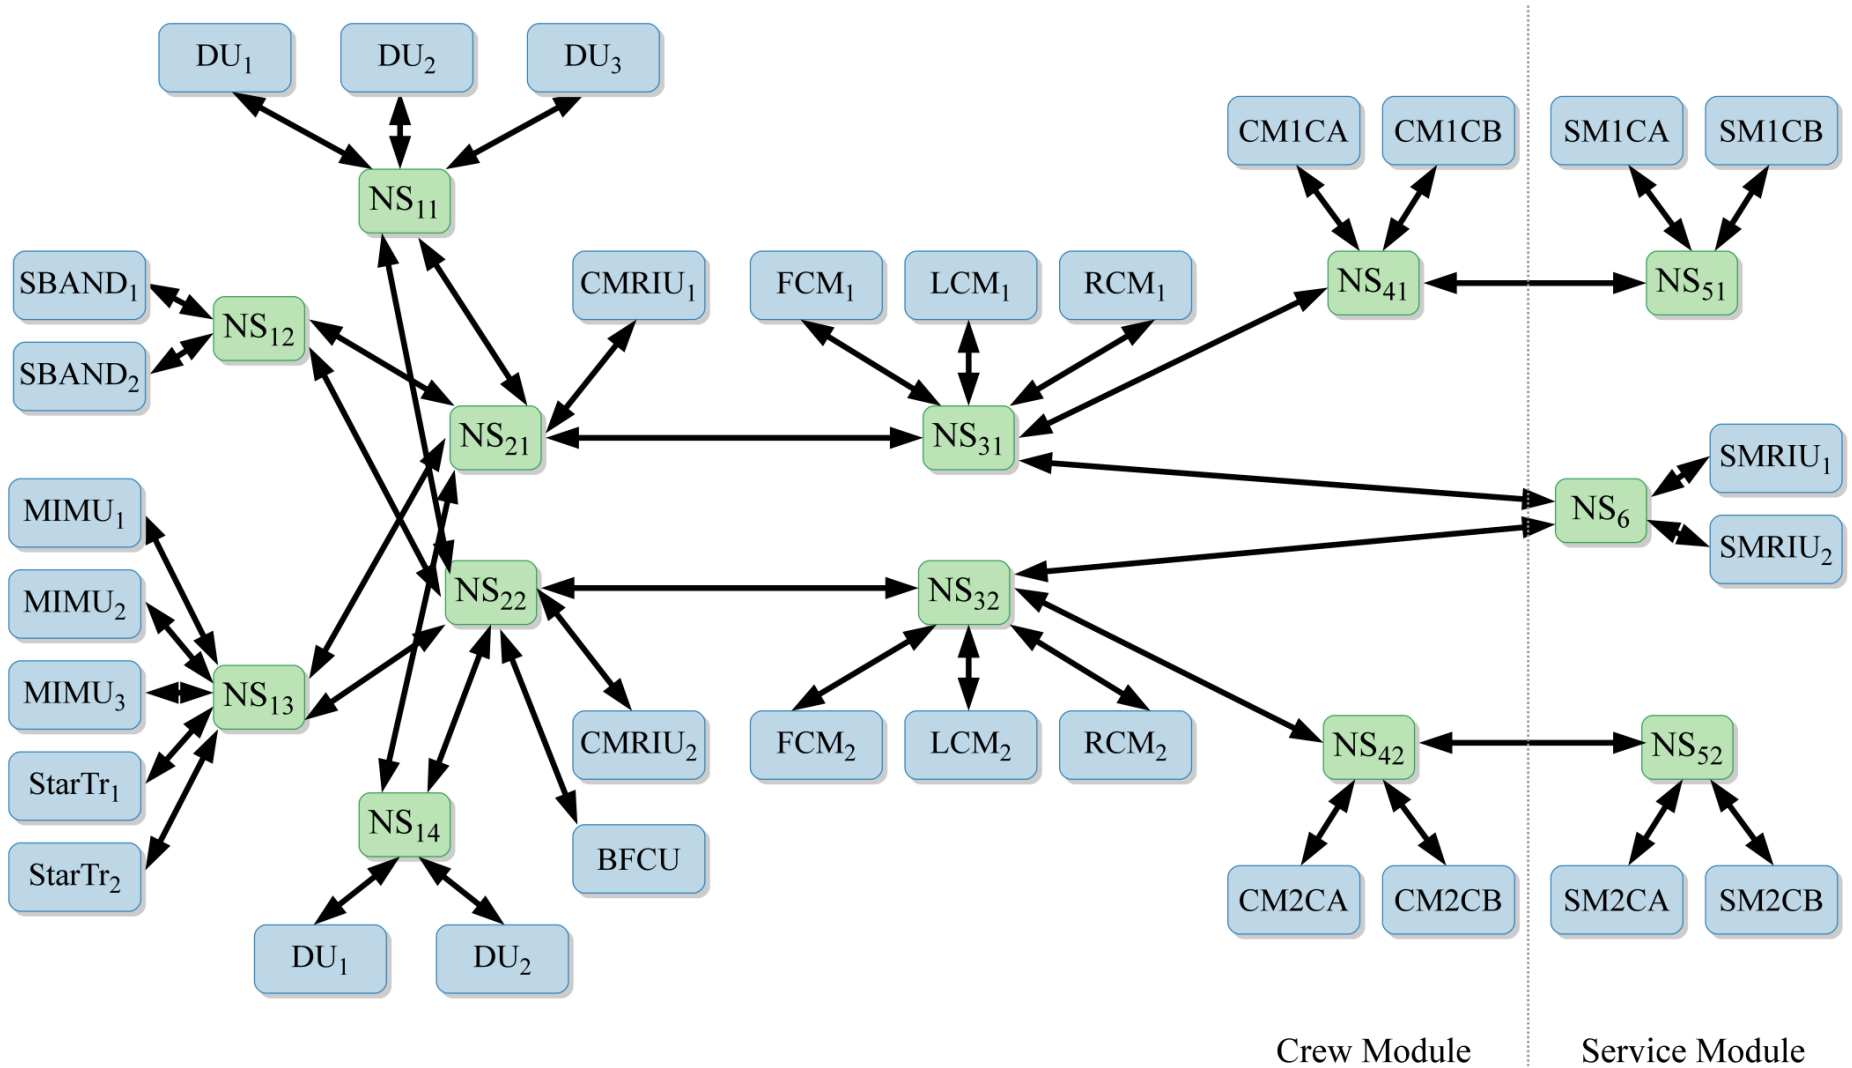 DU₁ DU₂ DU₃
CM1CA CM1CB SM1CA SM1CB
NS₁₁
SBAND₁ CMRIU₁ FCM₁ LCM₁ RCM₁ NS₄₁ NS₅₁
NS₁₂
SBAND₂
NS₂₁ NS₃₁
SMRIU₁
MIMU₁ NS₆
SMRIU₂
MIMU₂ NS₂₂ NS₃₂
MIMU₃ NS₁₃
CMRIU₂ FCM₂ LCM₂ RCM₂ NS₄₂ NS₅₂
StarTr₁
NS₁₄
BFCU
StarTr₂
CM2CA CM2CB SM2CA SM2CB
DU₁ DU₂
Crew Module Service Module